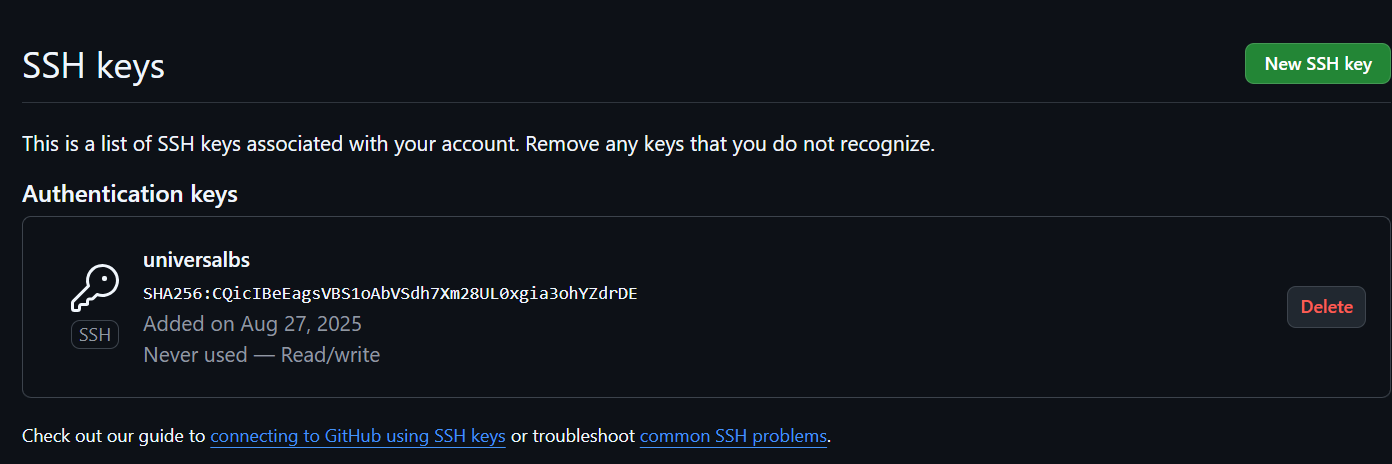 SSH keys
New SSH key
This is a list of SSH keys associated with your account. Remove any keys that you do not recognize.
Authentication keys
universalbs
SHA256:CQicIBeEagsVBS1oAbVSdh7Xm28UL0xgia3ohYZdrDE
Added on Aug 27, 2025
Never used — Read/write
SSH
Delete
Check out our guide to connecting to GitHub using SSH keys or troubleshoot common SSH problems.